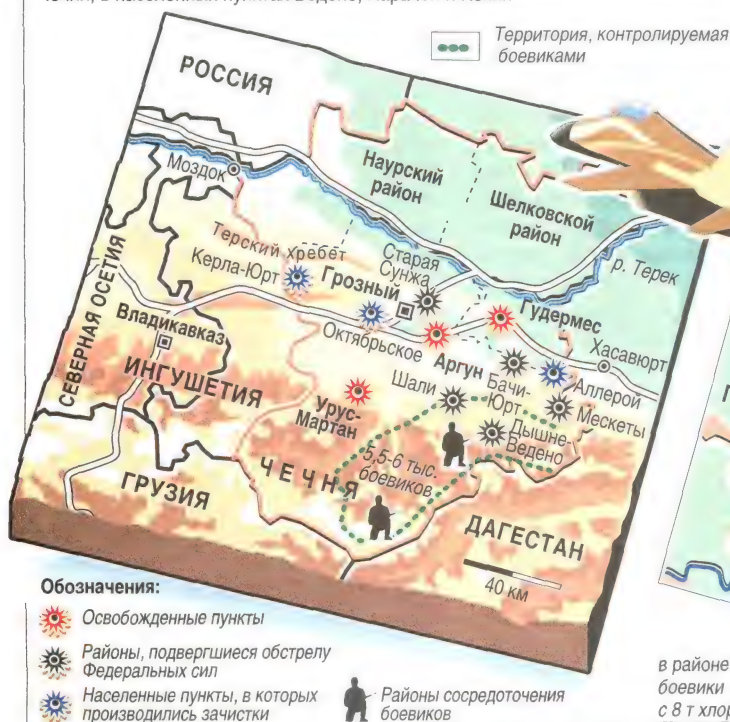 Территория, контролируемая
боевиками
РОССИЯ
Моздок
Наурский
район
Шелковской
район
р. Терек
Терский хребет
Керла-Юрт
Грозный
Старая
Сунжа
Гудермес
СЕВЕРНАЯ ОСЕТИЯ
Владикавказ
Октябрьское
Аргун
Хасавюрт
ИНГУШЕТИЯ
Шали
Бачи-
Юрт
Аллерой
Мескеты
Урус-
Мартан
Дышне-
Ведено
5,5-6 тыс.
боевиков
ЧЕЧНЯ
ГРУЗИЯ
ДАГЕСТАН
40 км
Обозначения:
Освобожденные пункты
Районы, подвергшиеся обстрелу
Федеральных сил
Населенные пункты, в которых
производились зачистки
Районы сосредоточения
боевиков
в районе
боевики
с 8 т